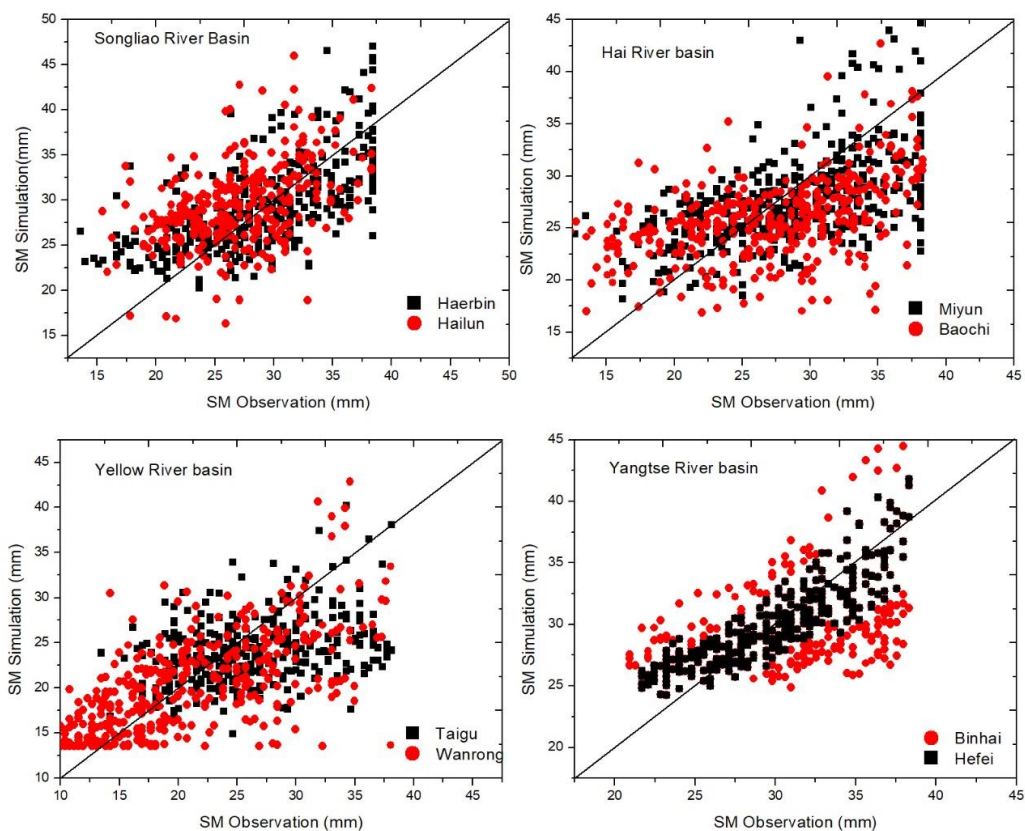 Songliao River Basin
SM Simulation(mm)
50
45
40
35
30
25
20
15
Haerbin
Hailun
15 20 25 30 35 40 45 50
SM Observation (mm)
Hai River basin
SM Simulation (mm)
45
40
35
30
25
20
15
Miyun
Baochi
15 20 25 30 35 40 45
SM Observation (mm)
Yellow River basin
SM Simulation (mm)
45
40
35
30
25
20
15
10
Taigu
Wanrong
10 15 20 25 30 35 40 45
SM Observation (mm)
Yangtse River basin
SM Simulation (mm)
45
40
35
30
25
20
Binhai
Hefei
20 25 30 35 40 45
SM Observation (mm)